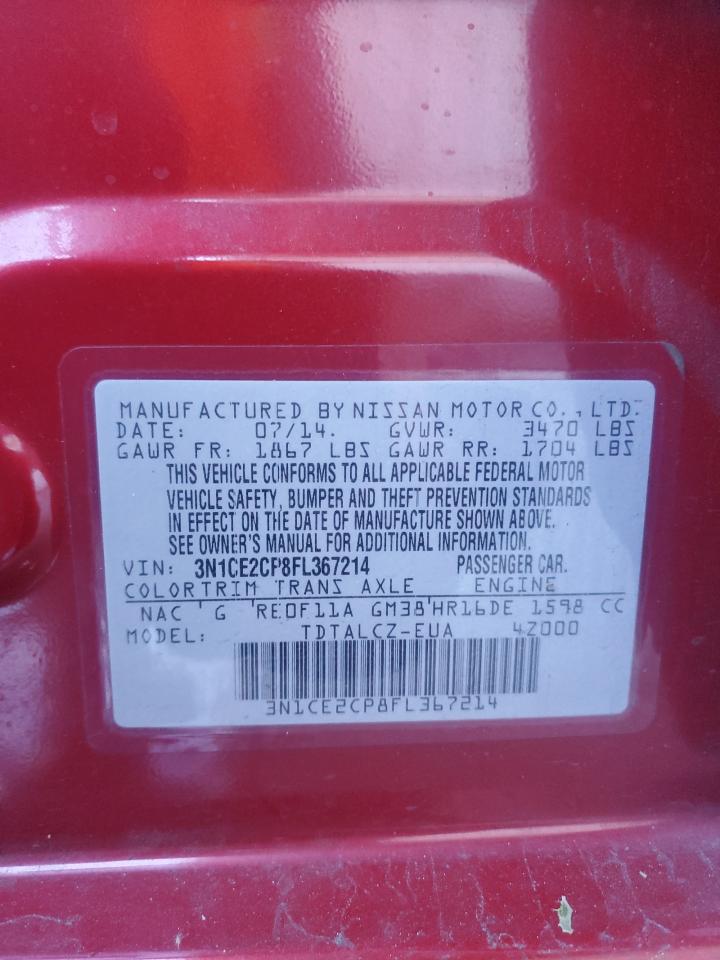 MANUFACTURED BY NISSAN MOTOR CO., LTD.
DATE: 07/14. GVWR: 3470 LBS
GAWR FR: 1867 LBS GAWR RR: 1704 LBS
THIS VEHICLE CONFORMS TO ALL APPLICABLE FEDERAL MOTOR
VEHICLE SAFETY, BUMPER AND THEFT PREVENTION STANDARDS
IN EFFECT ON THE DATE OF MANUFACTURE SHOWN ABOVE.
SEE OWNER'S MANUAL FOR ADDITIONAL INFORMATION.
VIN: 3N1CE2CP8FL367214 PASSENGER CAR.
COLOR TRIM TRANS AXLE ENGINE
NAC G RE0F11A GM38 HR16DE 1598 CC
MODEL: TDTALCZ-EUA 4Z000
3N1CE2CP8FL367214